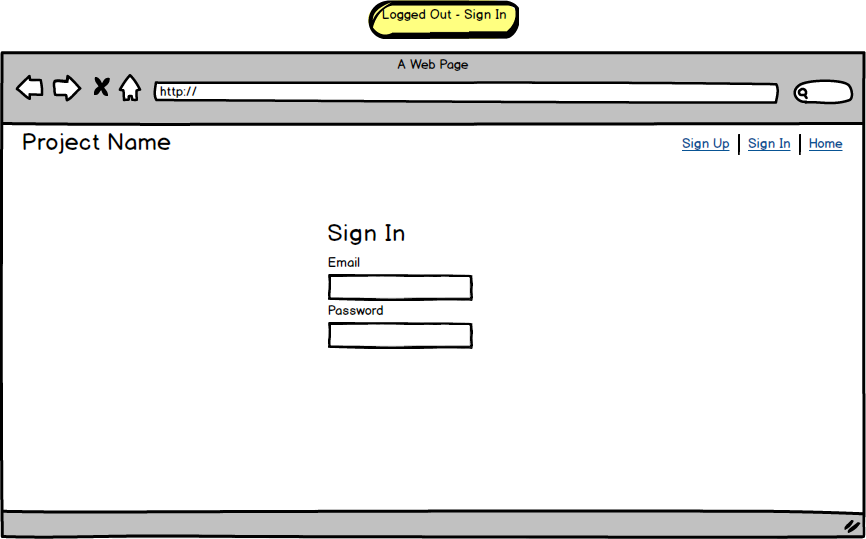 Logged Out - Sign In
A Web Page
http://
Project Name
Sign Up Sign In Home
Sign In
Email
Password